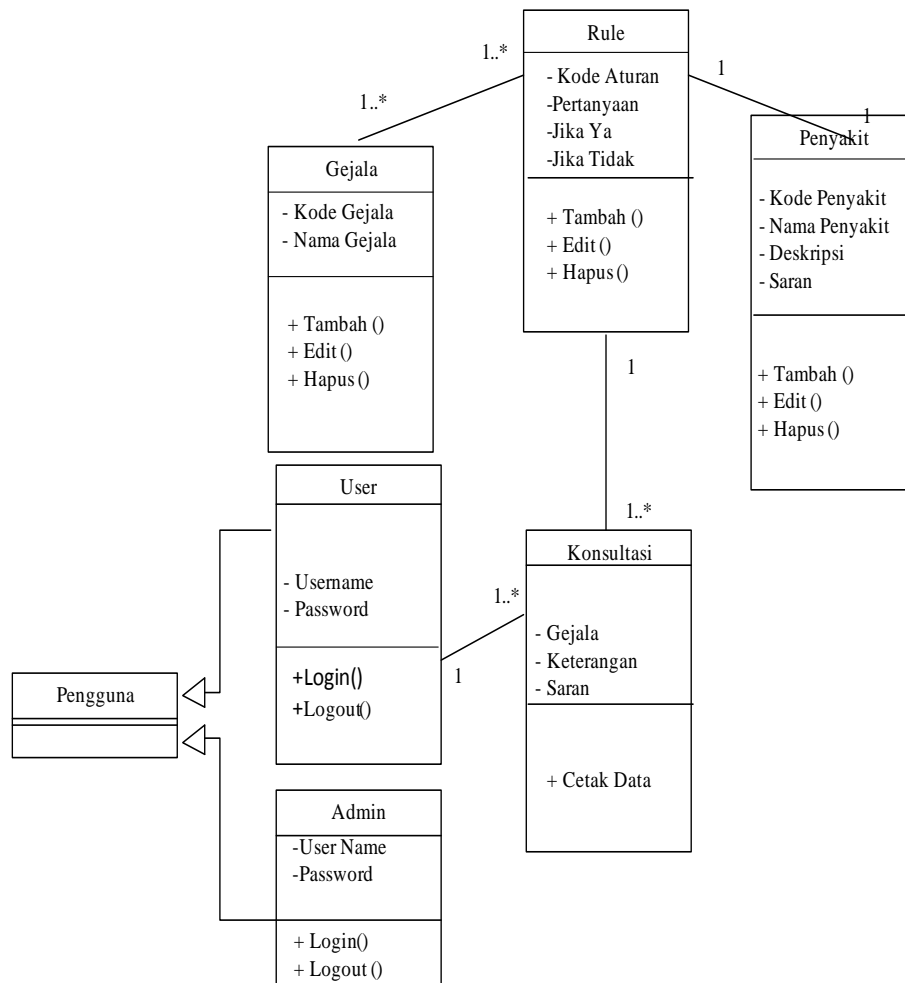 Rule
- Kode Aturan
-Pertanyaan
-Jika Ya
-Jika Tidak
+ Tambah ()
+ Edit ()
+ Hapus ()
1..*
1..*
1
1
Gejala
- Kode Gejala
- Nama Gejala
+ Tambah ()
+ Edit ()
+ Hapus ()
Penyakit
- Kode Penyakit
- Nama Penyakit
- Deskripsi
- Saran
+ Tambah ()
+ Edit ()
+ Hapus ()
1
1..*
User
- Username
- Password
+Login()
+Logout()
1
1..*
Konsultasi
- Gejala
- Keterangan
- Saran
+ Cetak Data
Pengguna
Admin
-User Name
-Password
+ Login()
+ Logout ()